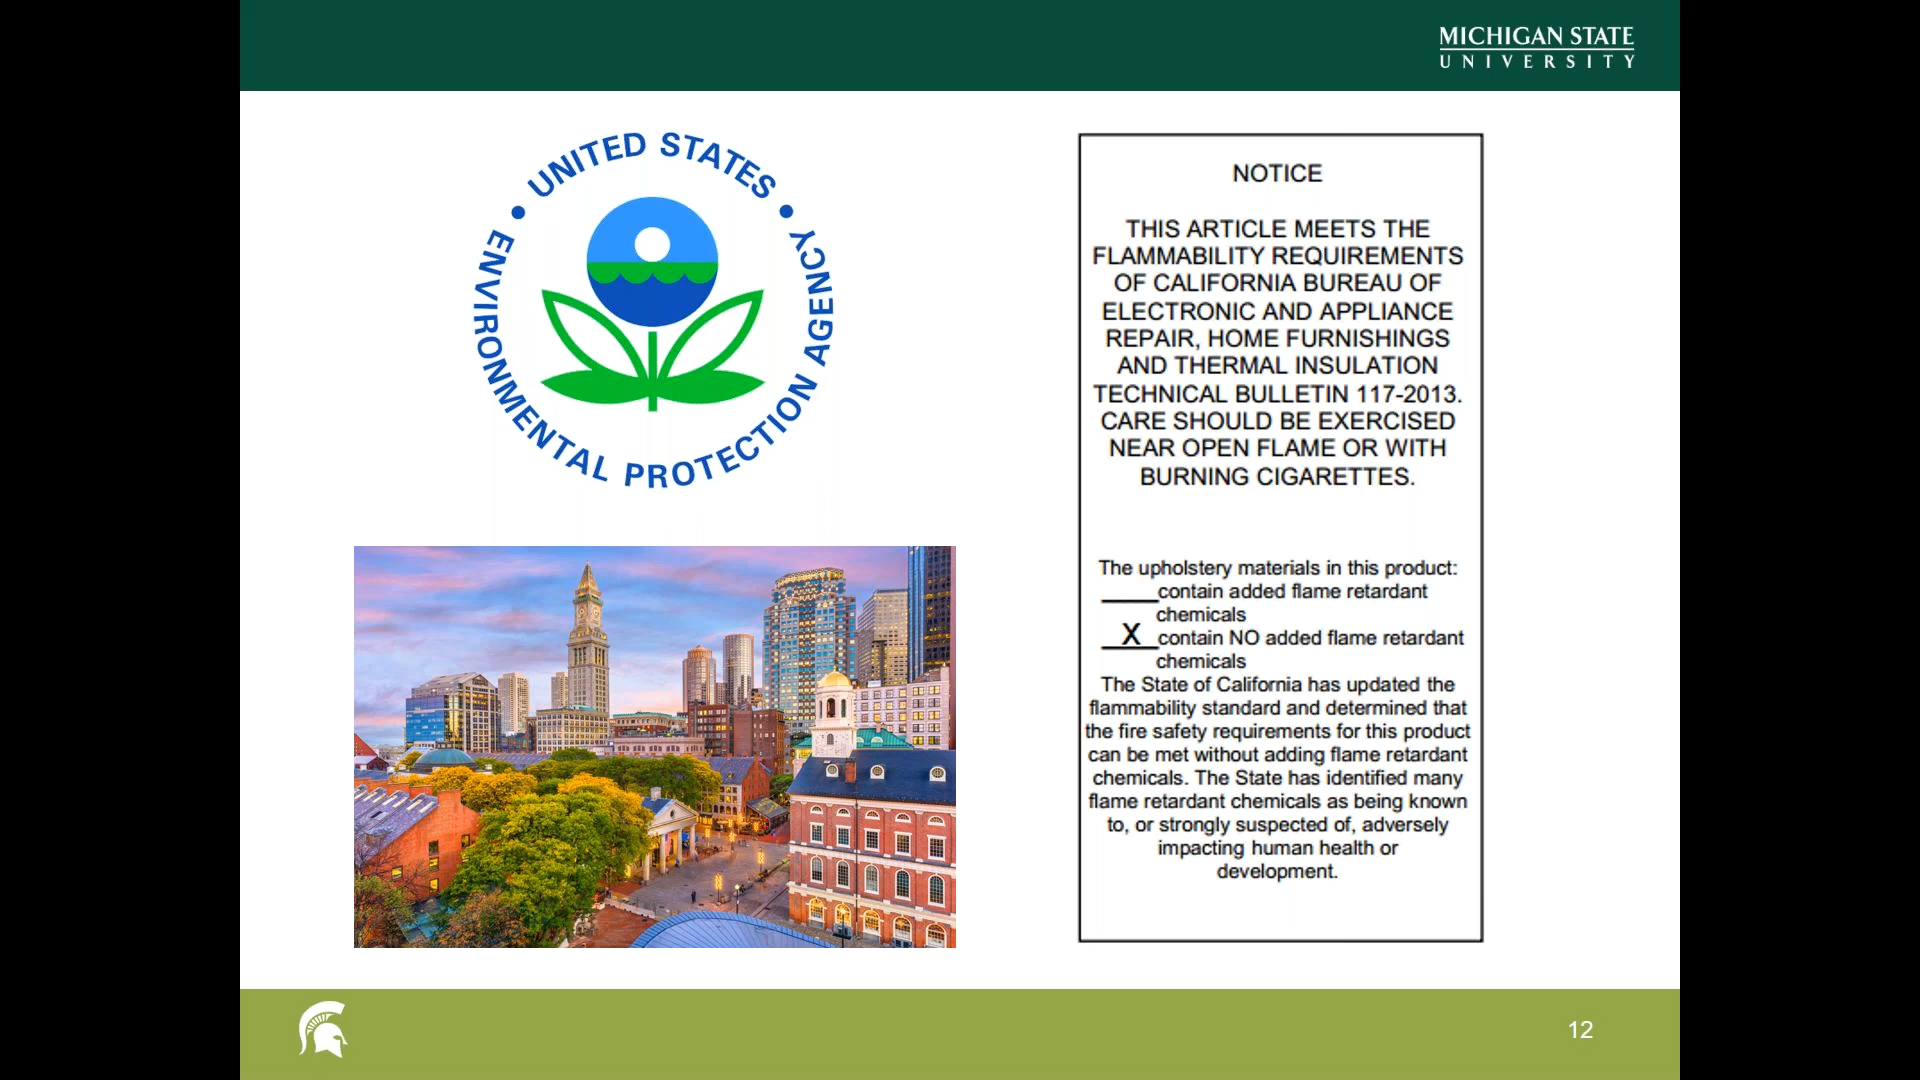 MICHIGAN STATE
UNIVERSITY
• UNITED STATES •
ENVIRONMENTAL PROTECTION AGENCY
NOTICE
THIS ARTICLE MEETS THE
FLAMMABILITY REQUIREMENTS
OF CALIFORNIA BUREAU OF
ELECTRONIC AND APPLIANCE
REPAIR, HOME FURNISHINGS
AND THERMAL INSULATION
TECHNICAL BULLETIN 117-2013.
CARE SHOULD BE EXERCISED
NEAR OPEN FLAME OR WITH
BURNING CIGARETTES.
The upholstery materials in this product:
_____contain added flame retardant
chemicals
__X__contain NO added flame retardant
chemicals
The State of California has updated the
flammability standard and determined that
the fire safety requirements for this product
can be met without adding flame retardant
chemicals. The State has identified many
flame retardant chemicals as being known
to, or strongly suspected of, adversely
impacting human health or
development.
12